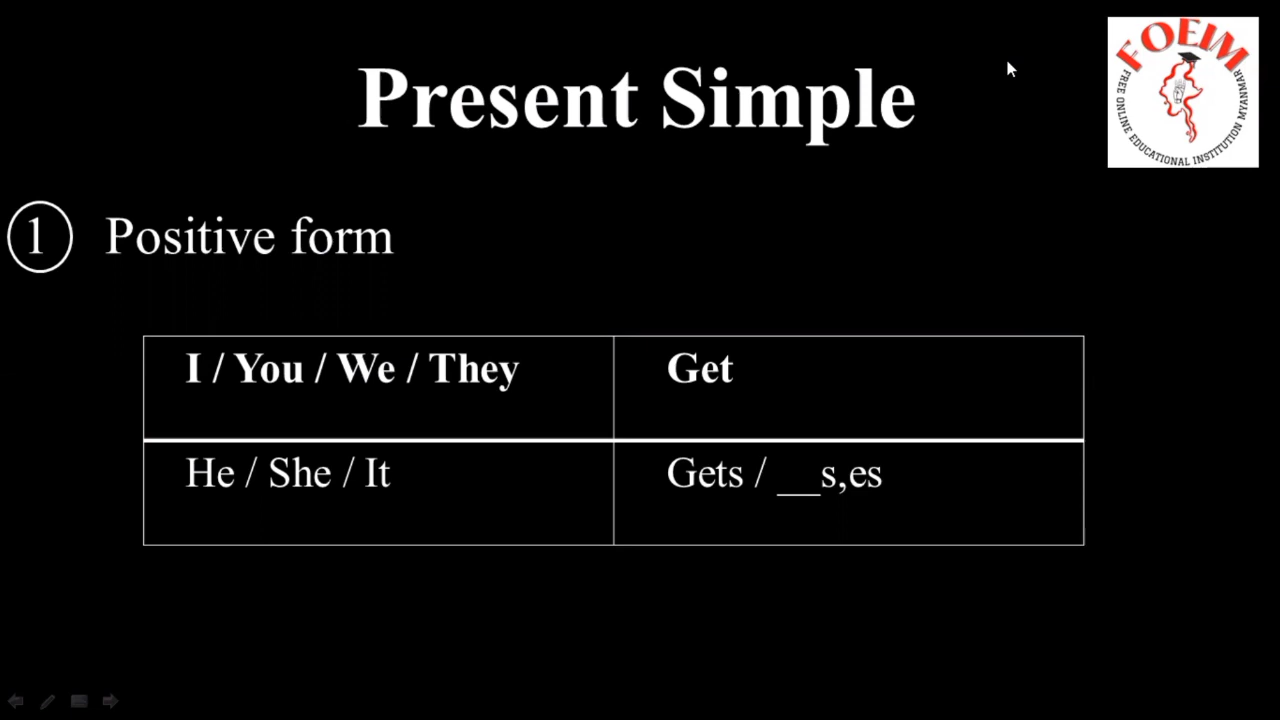 Present Simple
FOEIM
FREE ONLINE EDUCATIONAL INSTITUTION MYANMAR
1 Positive form
I / You / We / They Get
He / She / It Gets / __s,es